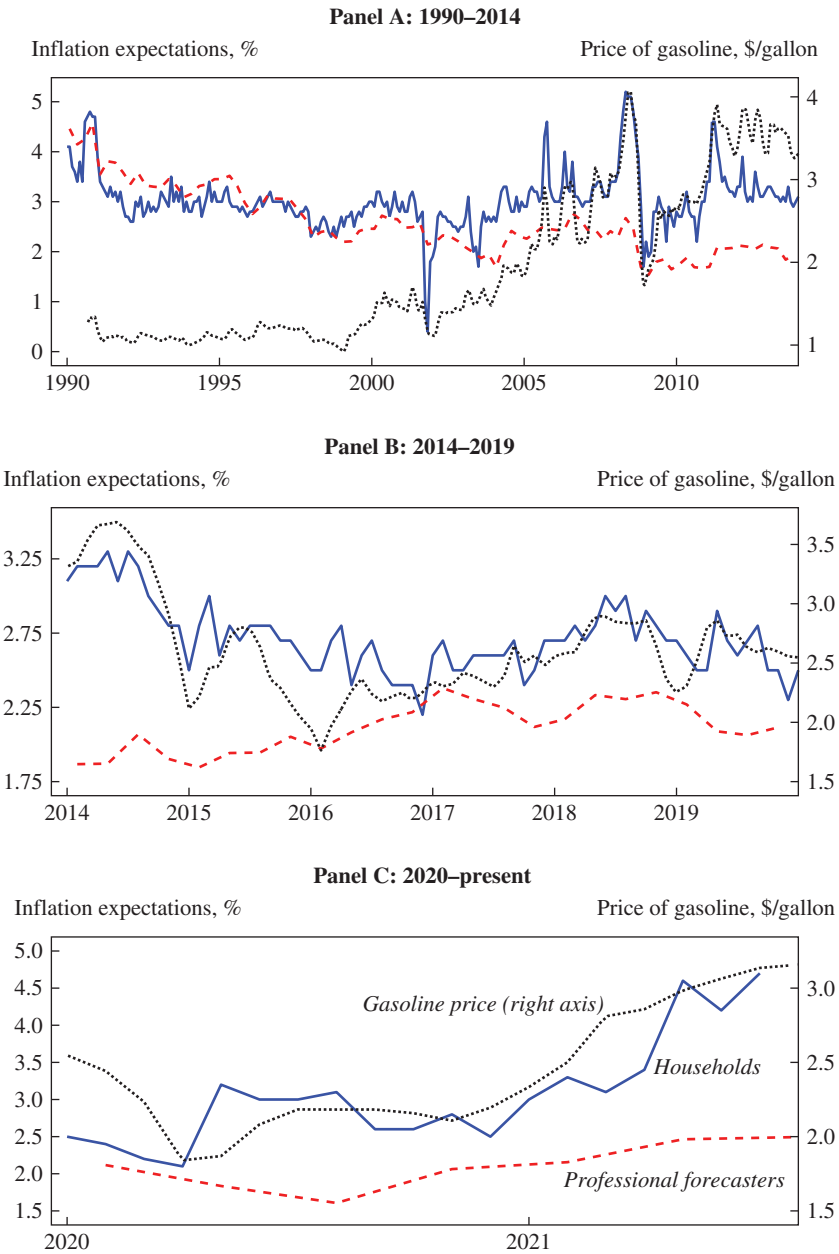 Panel A: 1990–2014
Inflation expectations, % Price of gasoline, $/gallon
5
4
3
2
1
0
4
3
2
1
1990 1995 2000 2005 2010
Panel B: 2014–2019
Inflation expectations, % Price of gasoline, $/gallon
3.25
2.75
2.25
1.75
3.5
3.0
2.5
2.0
1.5
2014 2015 2016 2017 2018 2019
Panel C: 2020–present
Inflation expectations, % Price of gasoline, $/gallon
5.0
4.5
4.0
3.5
3.0
2.5
2.0
1.5
Gasoline price (right axis)
Households
Professional forecasters
3.0
2.5
2.0
1.5
2020 2021